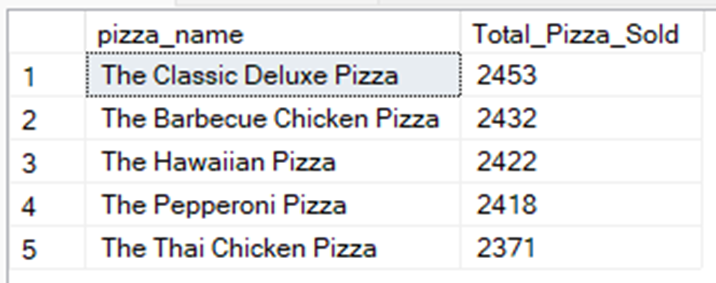 pizza_name Total_Pizza_Sold
1 The Classic Deluxe Pizza 2453
2 The Barbecue Chicken Pizza 2432
3 The Hawaiian Pizza 2422
4 The Pepperoni Pizza 2418
5 The Thai Chicken Pizza 2371